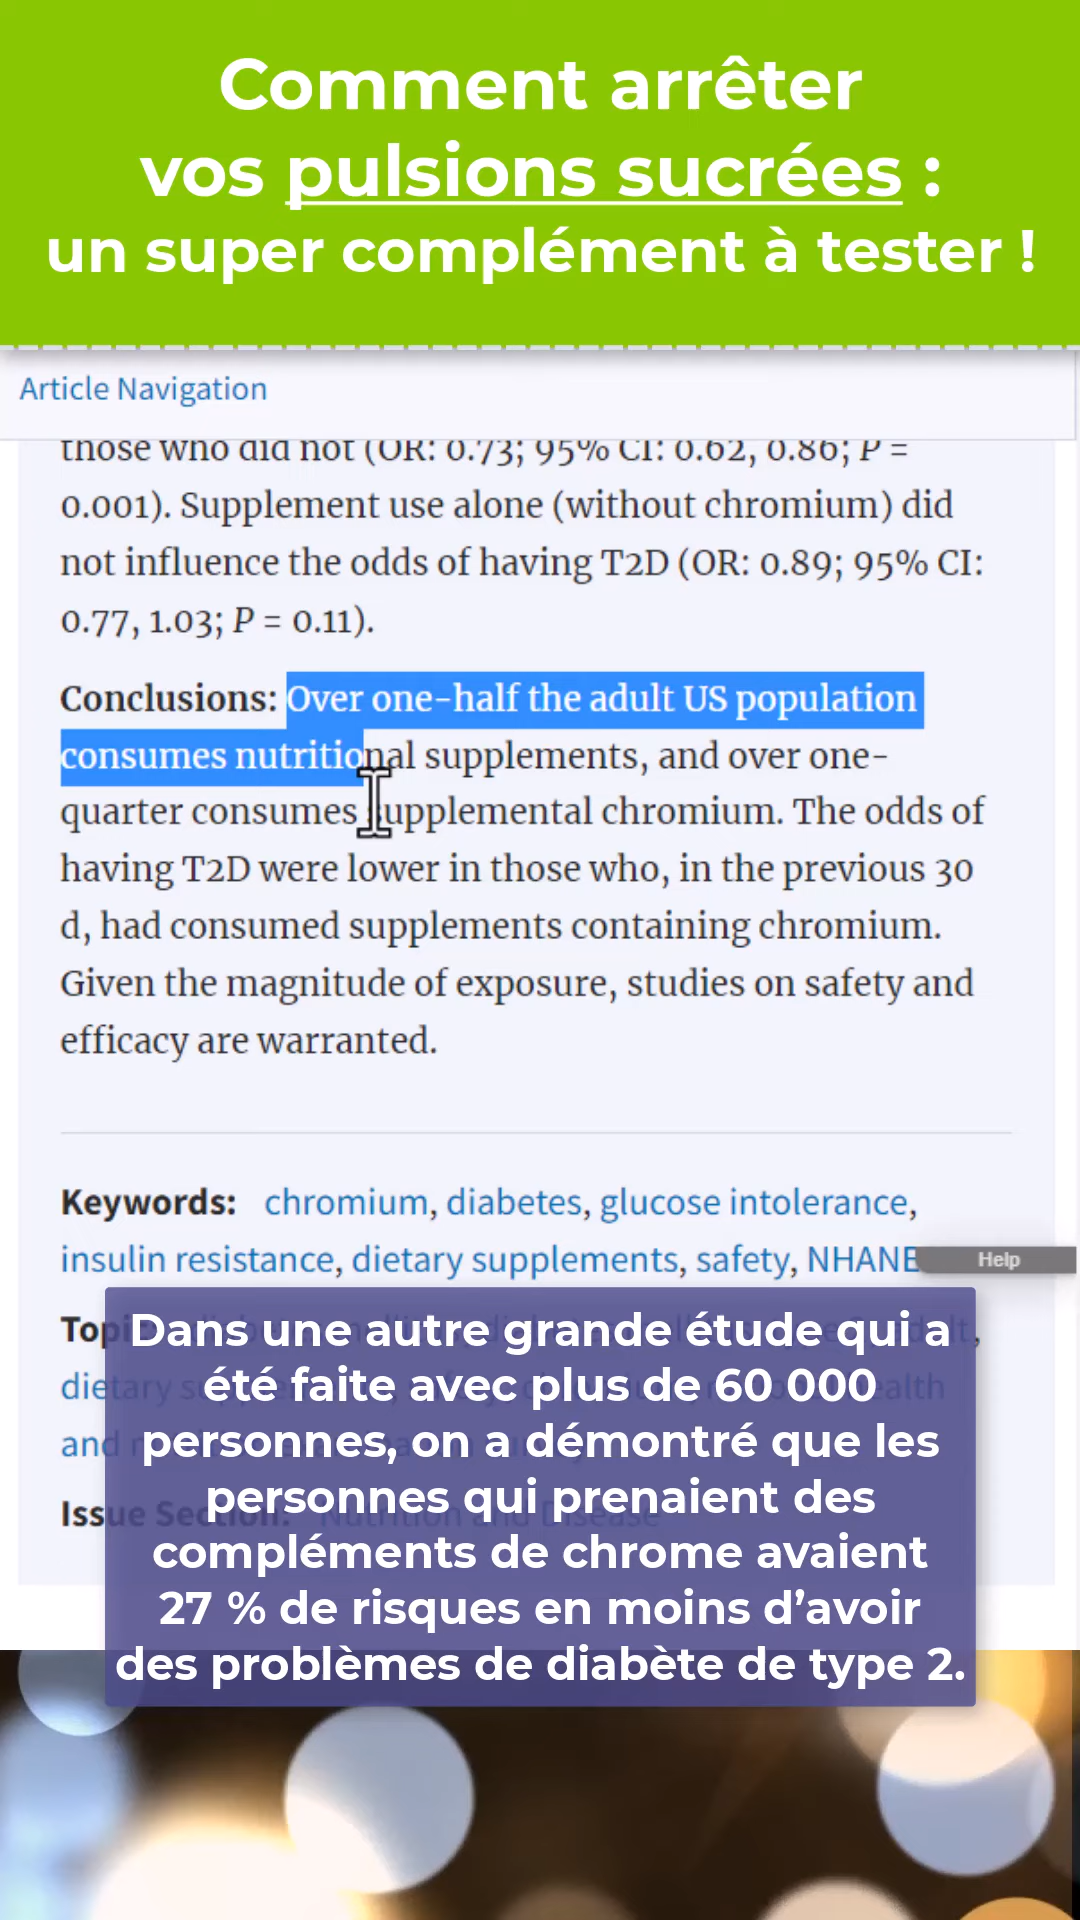 Comment arrêter
vos pulsions sucrées :
un super complément à tester !
Article Navigation
those who did not (OR: 0.73; 95% CI: 0.62, 0.86; P =
0.001). Supplement use alone (without chromium) did
not influence the odds of having T2D (OR: 0.89; 95% CI:
0.77, 1.03; P = 0.11).
Conclusions: Over one-half the adult US population
consumes nutritional supplements, and over one-
quarter consumes supplemental chromium. The odds of
having T2D were lower in those who, in the previous 30
d, had consumed supplements containing chromium.
Given the magnitude of exposure, studies on safety and
efficacy are warranted.
Keywords: chromium, diabetes, glucose intolerance,
insulin resistance, dietary supplements, safety, NHANE
Help
Dans une autre grande étude qui a
été faite avec plus de 60 000
personnes, on a démontré que les
personnes qui prenaient des
compléments de chrome avaient
27 % de risques en moins d’avoir
des problèmes de diabète de type 2.
Issue Section: Nutrition and Disease